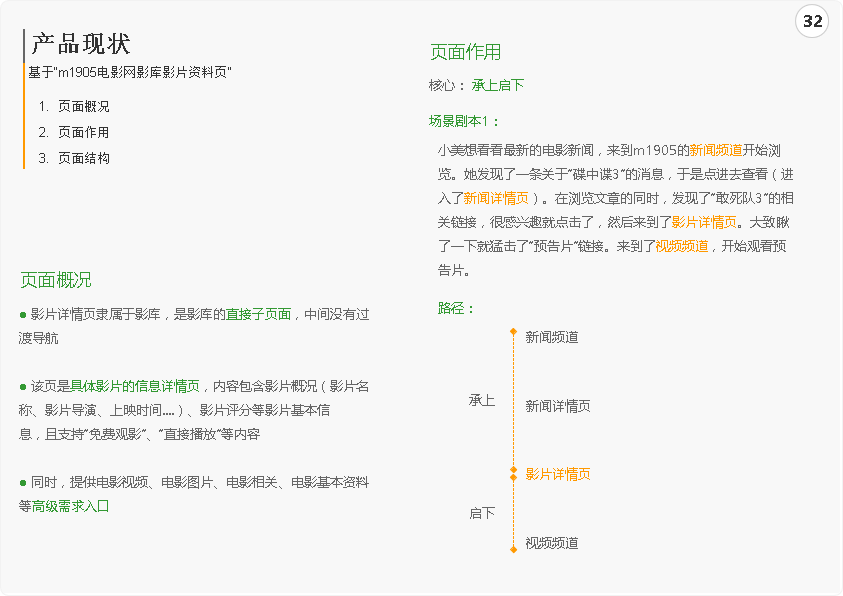 32
产品现状
基于“m1905电影网影库影片资料页”
1. 页面概况
2. 页面作用
3. 页面结构
页面概况
● 影片详情页隶属于影库，是影库的直接子页面，中间没有过
渡导航
● 该页是具体影片的信息详情页，内容包含影片概况（影片名
称、影片导演、上映时间....）、影片评分等影片基本信
息，且支持“免费观影”、“直接播放”等内容
● 同时，提供电影视频、电影图片、电影相关、电影基本资料
等高级需求入口
页面作用
核心： 承上启下
场景剧本1：
小美想看看最新的电影新闻，来到m1905的新闻频道开始浏
览。她发现了一条关于“碟中谍3”的消息，于是点进去查看（进
入了新闻详情页）。在浏览文章的同时，发现了“敢死队3”的相
关链接，很感兴趣就点击了，然后来到了影片详情页。大致瞅
了一下就猛击了“预告片”链接。来到了视频频道，开始观看预
告片。
路径：
新闻频道
承上
新闻详情页
影片详情页
启下
视频频道